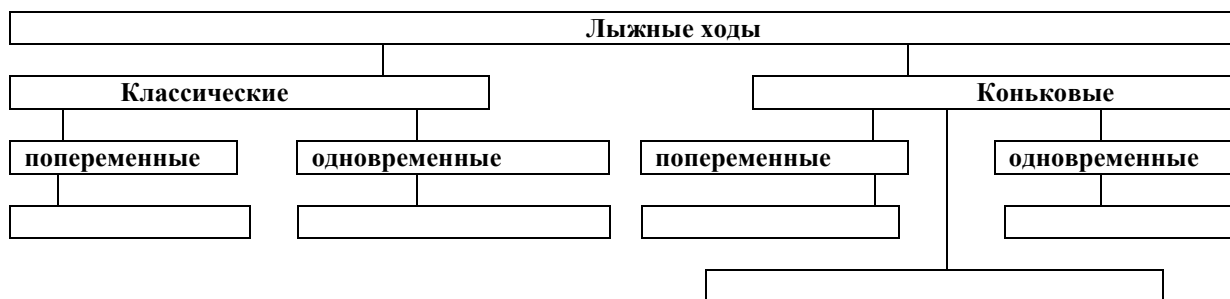 Лыжные ходы
Классические
Коньковые
попеременные
одновременные
попеременные
одновременные